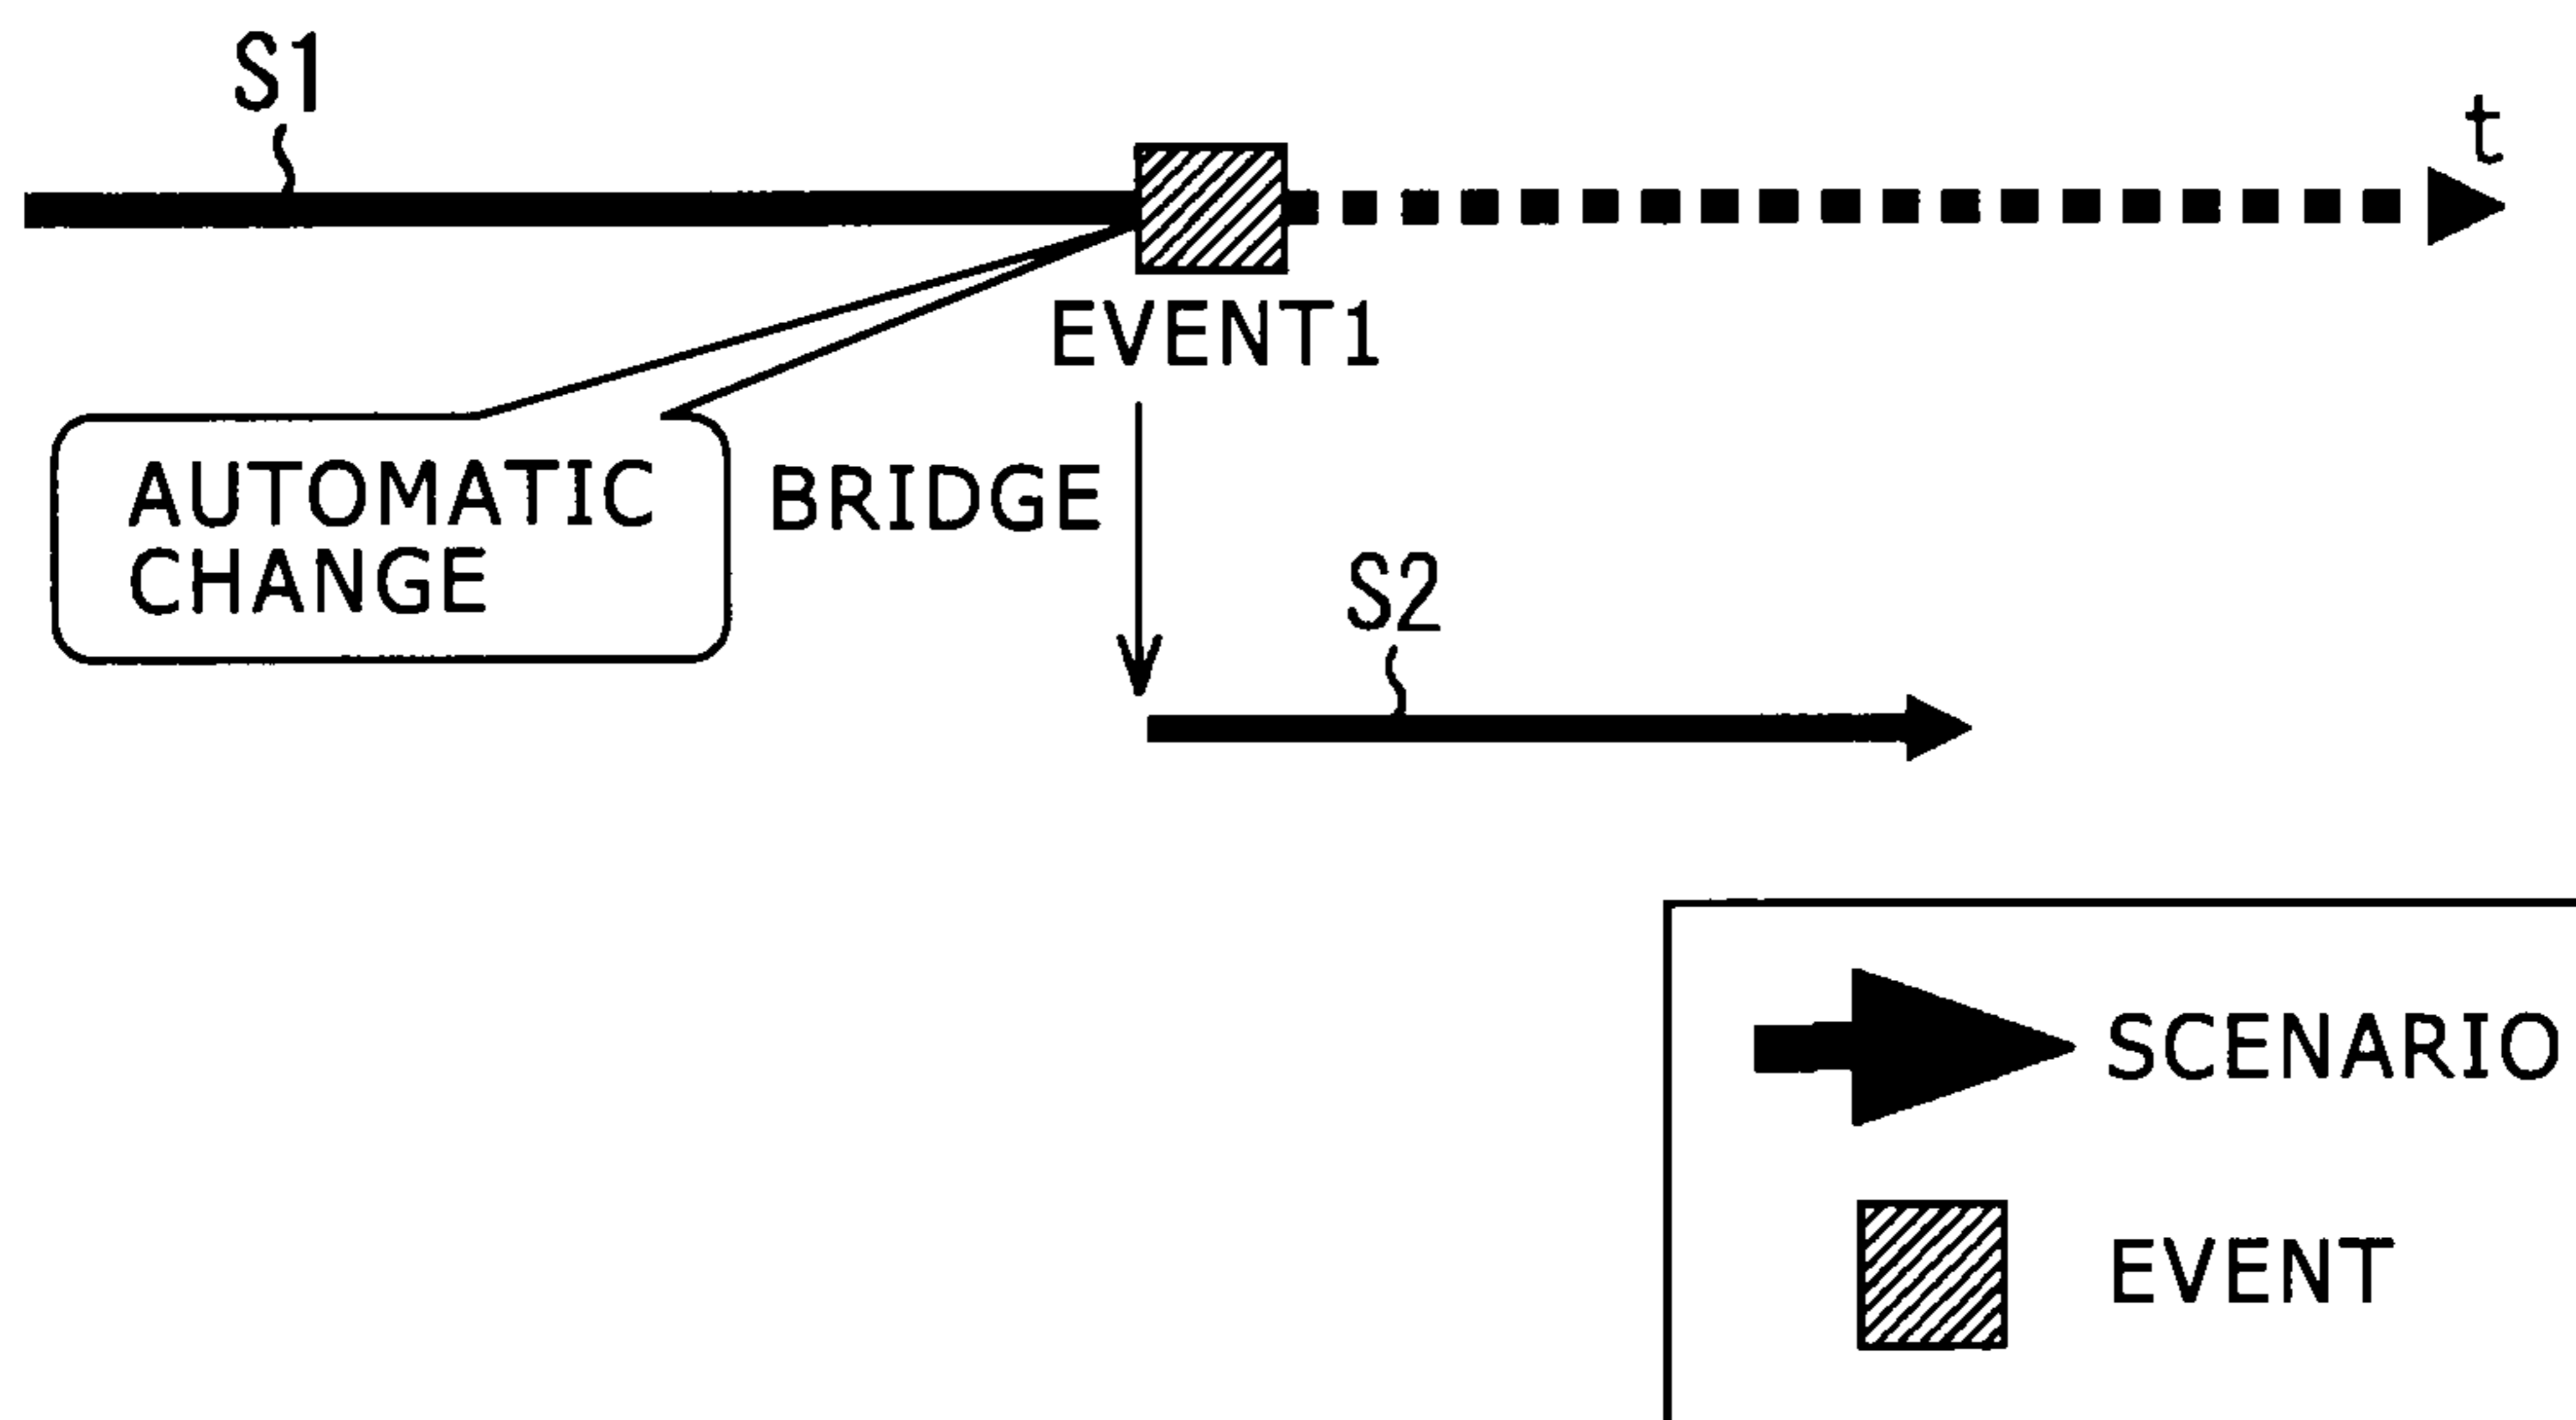 S1
t
EVENT1
AUTOMATIC
CHANGE
BRIDGE
S2
SCENARIO
EVENT